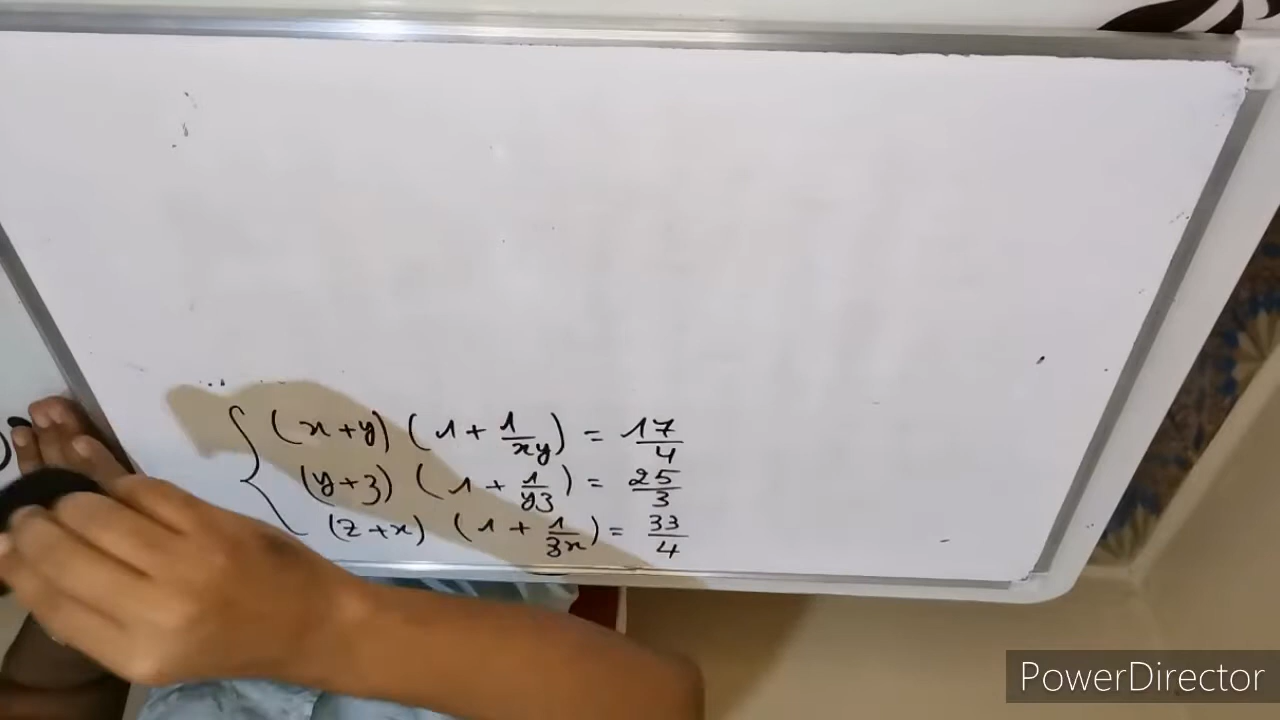 (x+y) (1+1/xy) = 17/4
(y+z) (1+1/yz) = 25/3
(z+x) (1+1/zx) = 33/4
PowerDirector